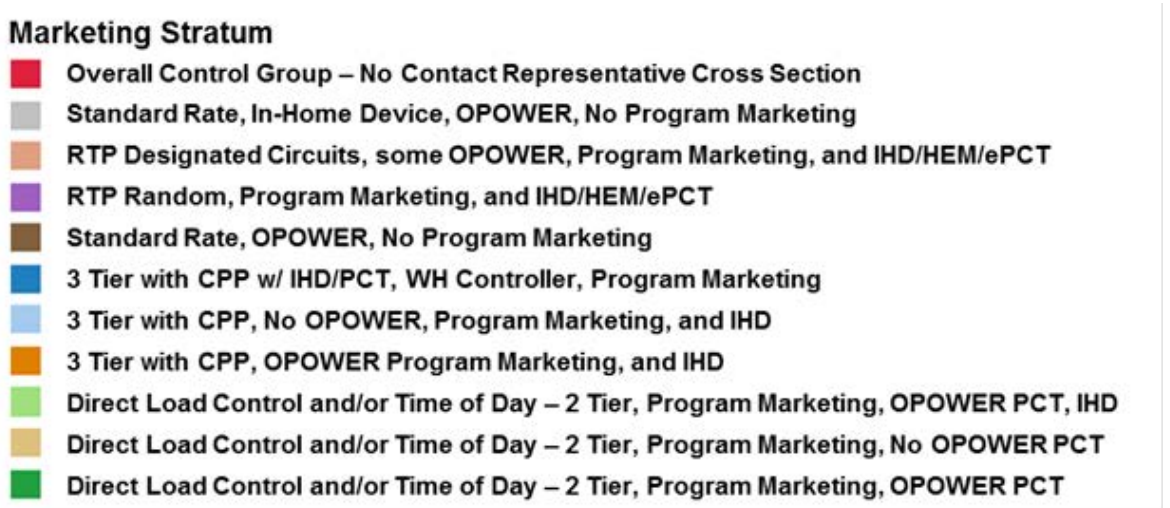 Marketing Stratum
Overall Control Group – No Contact Representative Cross Section
Standard Rate, In-Home Device, OPOWER, No Program Marketing
RTP Designated Circuits, some OPOWER, Program Marketing, and IHD/HEM/ePCT
RTP Random, Program Marketing, and IHD/HEM/ePCT
Standard Rate, OPOWER, No Program Marketing
3 Tier with CPP w/ IHD/PCT, WH Controller, Program Marketing
3 Tier with CPP, No OPOWER, Program Marketing, and IHD
3 Tier with CPP, OPOWER Program Marketing, and IHD
Direct Load Control and/or Time of Day – 2 Tier, Program Marketing, OPOWER PCT, IHD
Direct Load Control and/or Time of Day – 2 Tier, Program Marketing, No OPOWER PCT
Direct Load Control and/or Time of Day – 2 Tier, Program Marketing, OPOWER PCT